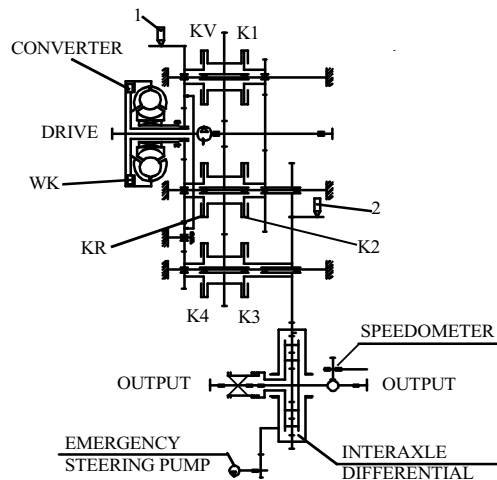 1
KV K1
CONVERTER
DRIVE
WK
2
KR
K2
K4 K3
SPEEDOMETER
OUTPUT
OUTPUT
EMERGENCY
STEERING PUMP
INTERAXLE
DIFFERENTIAL